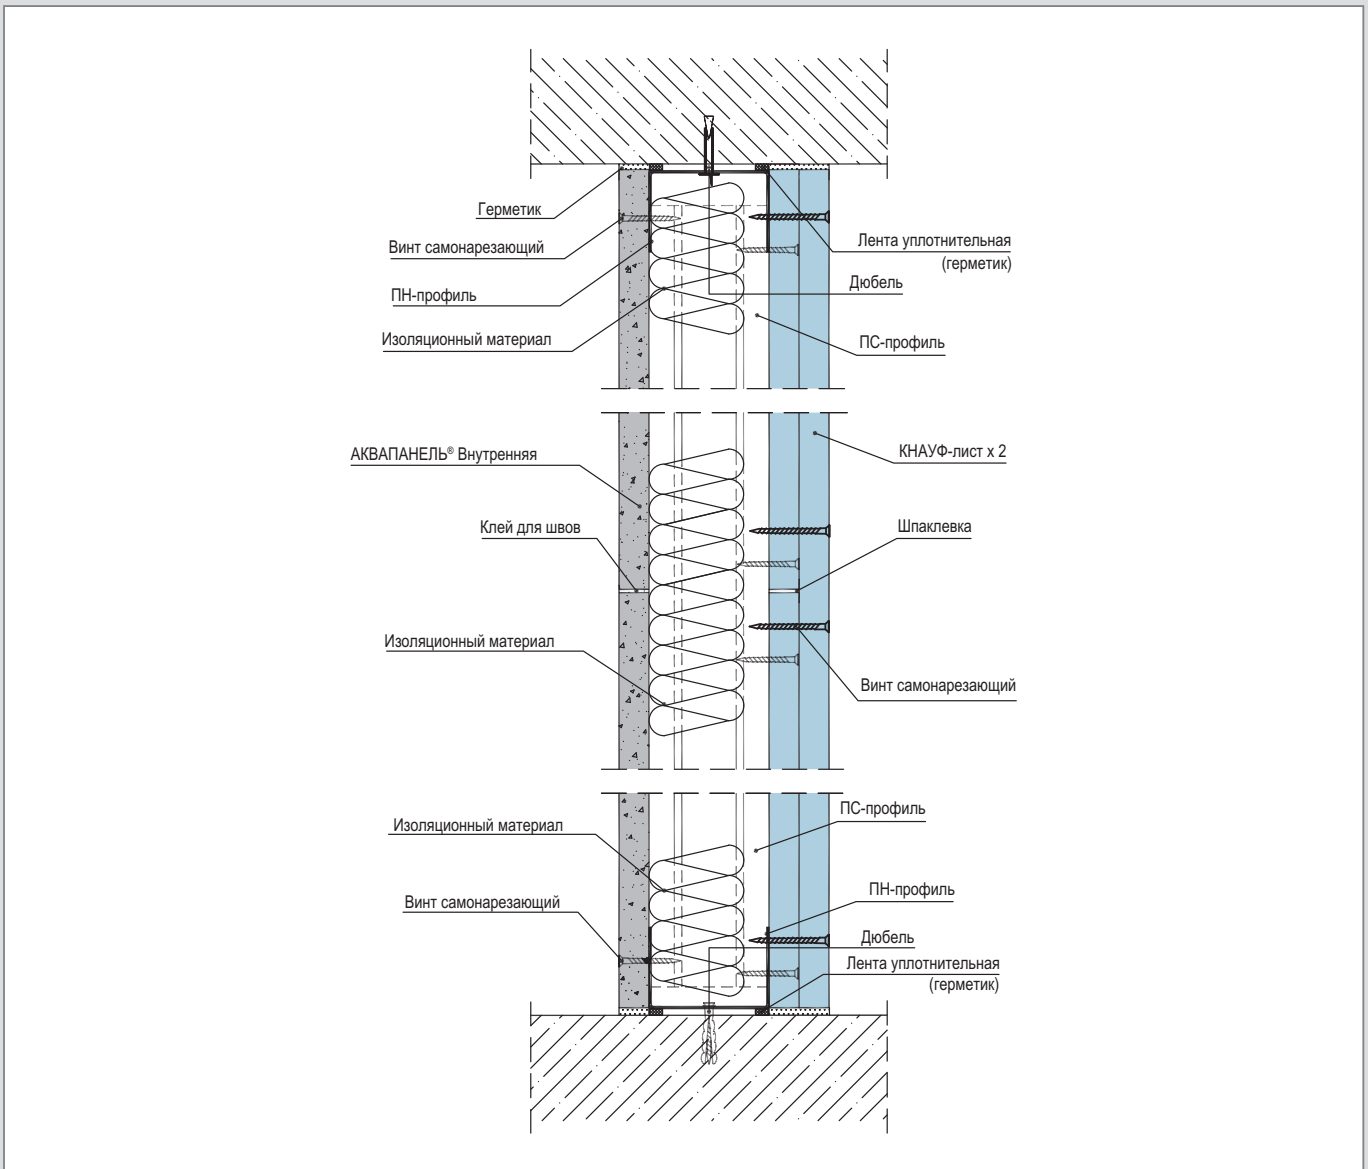 Герметик
Винт самонарезающий
ПН-профиль
Изоляционный материал
Лента уплотнительная
(герметик)
Дюбель
ПС-профиль
АКВАПАНЕЛЬ® Внутренняя
КНАУФ-лист х 2
Клей для швов
Шпаклевка
Изоляционный материал
Винт самонарезающий
Изоляционный материал
ПС-профиль
Винт самонарезающий
ПН-профиль
Дюбель
Лента уплотнительная
(герметик)